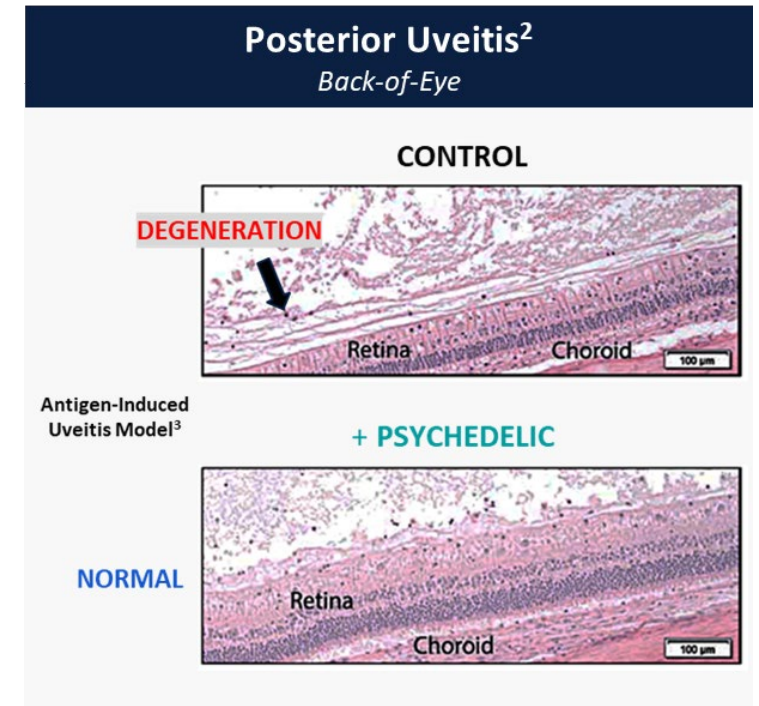 Posterior Uveitis²
Back-of-Eye
CONTROL
DEGENERATION
Retina
Choroid
100 µm
Antigen-Induced
Uveitis Model³
+ PSYCHEDELIC
NORMAL
Retina
Choroid
100 µm